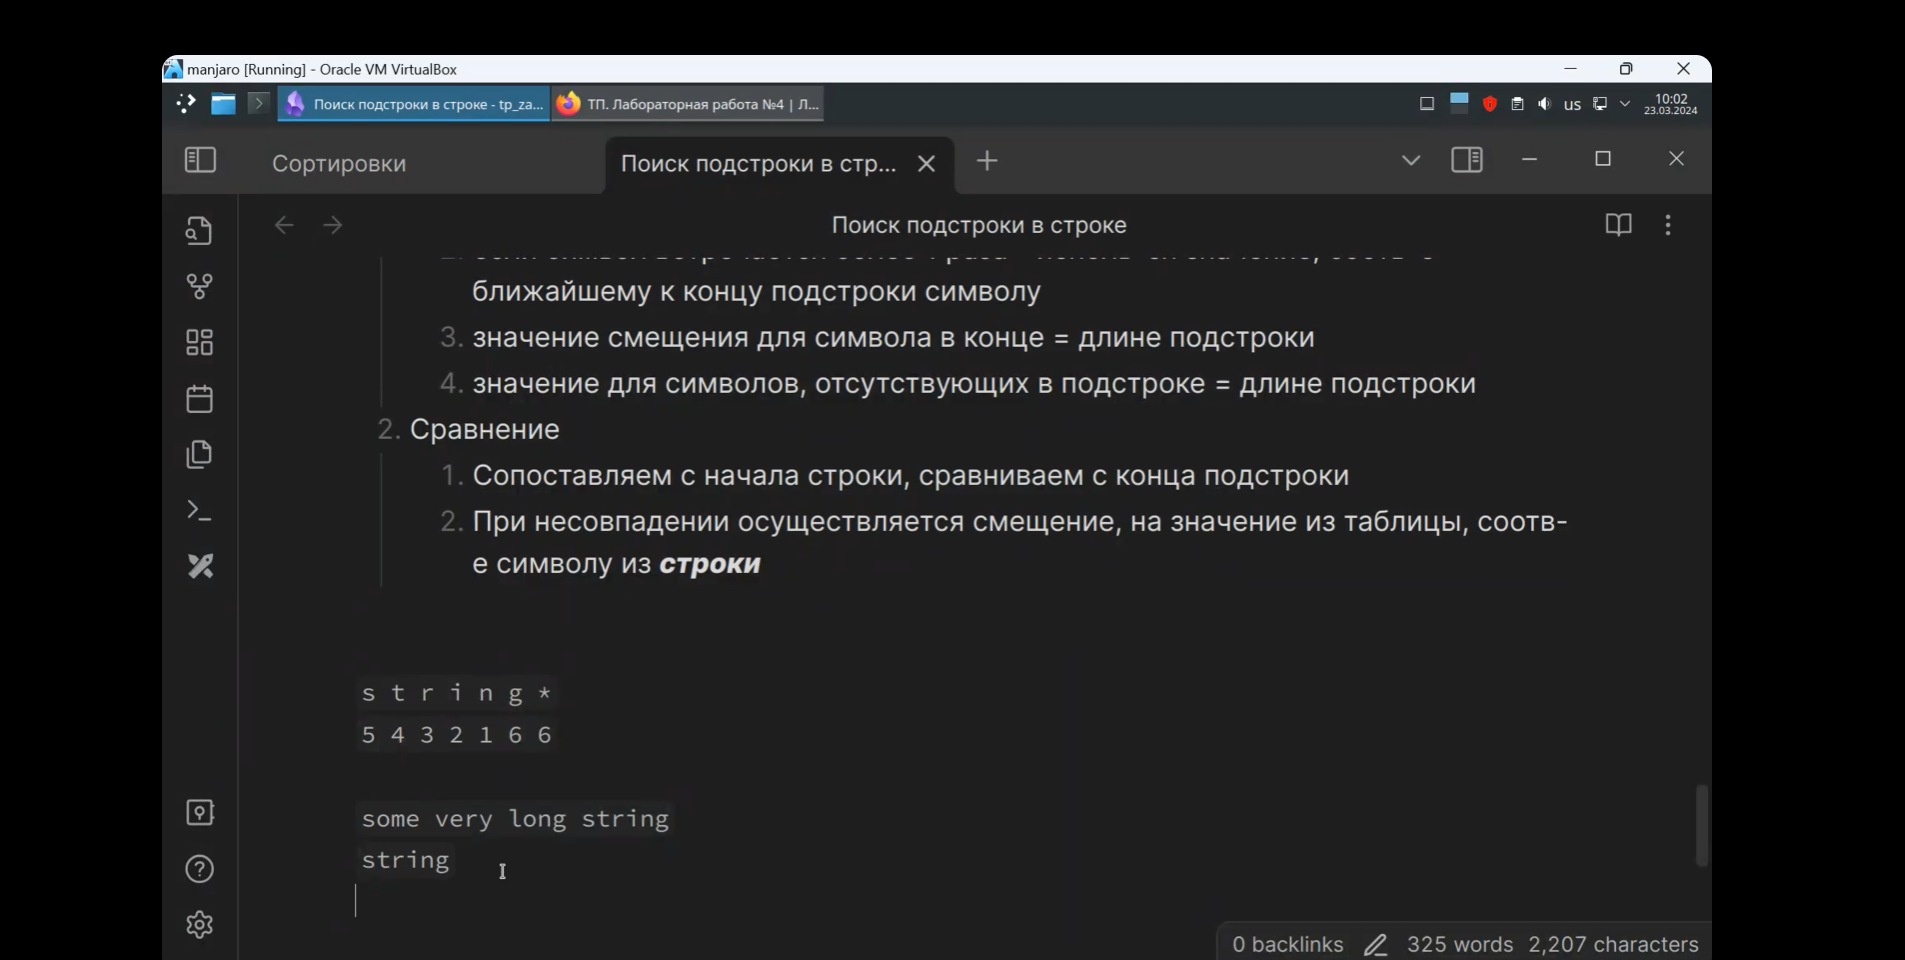 manjaro [Running] - Oracle VM VirtualBox
Поиск подстроки в строке - tp_za... ТП. Лабораторная работа №4 | Л... us 10:02
23.03.2024
Сортировки Поиск подстроки в стр...
Поиск подстроки в строке
ближайшему к концу подстроки символу
3. значение смещения для символа в конце = длине подстроки
4. значение для символов, отсутствующих в подстроке = длине подстроки
2. Сравнение
1. Сопоставляем с начала строки, сравниваем с конца подстроки
2. При несовпадении осуществляется смещение, на значение из таблицы, соотв-
е символу из строки
s t r i n g *
5 4 3 2 1 6 6
some very long string
string
0 backlinks 325 words 2,207 characters